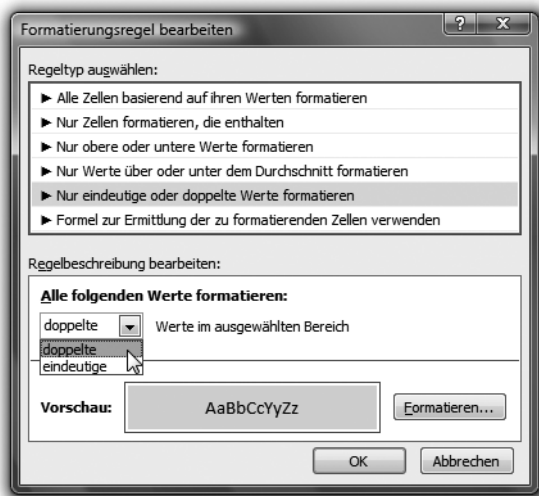 Formatierungsregel bearbeiten
Regeltyp auswählen:
► Alle Zellen basierend auf ihren Werten formatieren
► Nur Zellen formatieren, die enthalten
► Nur obere oder untere Werte formatieren
► Nur Werte über oder unter dem Durchschnitt formatieren
► Nur eindeutige oder doppelte Werte formatieren
► Formel zur Ermittlung der zu formatierenden Zellen verwenden
Regelbeschreibung bearbeiten:
Alle folgenden Werte formatieren:
doppelte Werte im ausgewählten Bereich
doppelte
eindeutige
Vorschau: AaBbCcYyZz Formatieren...
OK Abbrechen